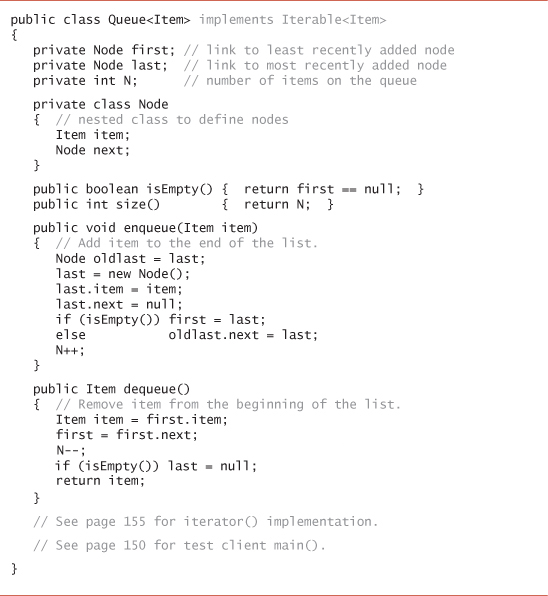 public class Queue<Item> implements Iterable<Item>
{
   private Node first; // link to least recently added node
   private Node last;  // link to most recently added node
   private int N;      // number of items on the queue
   private class Node
   {  // nested class to define nodes
      Item item;
      Node next;
   }
   public boolean isEmpty() {  return first == null;  }
   public int size()        {  return N;  }
   public void enqueue(Item item)
   {  // Add item to the end of the list.
      Node oldlast = last;
      last = new Node();
      last.item = item;
      last.next = null;
      if (isEmpty()) first = last;
      else           oldlast.next = last;
      N++;
   }
   public Item dequeue()
   {  // Remove item from the beginning of the list.
      Item item = first.item;
      first = first.next;
      N--;
      if (isEmpty()) last = null;
      return item;
   }
   // See page 155 for iterator() implementation.
   // See page 150 for test client main().
}